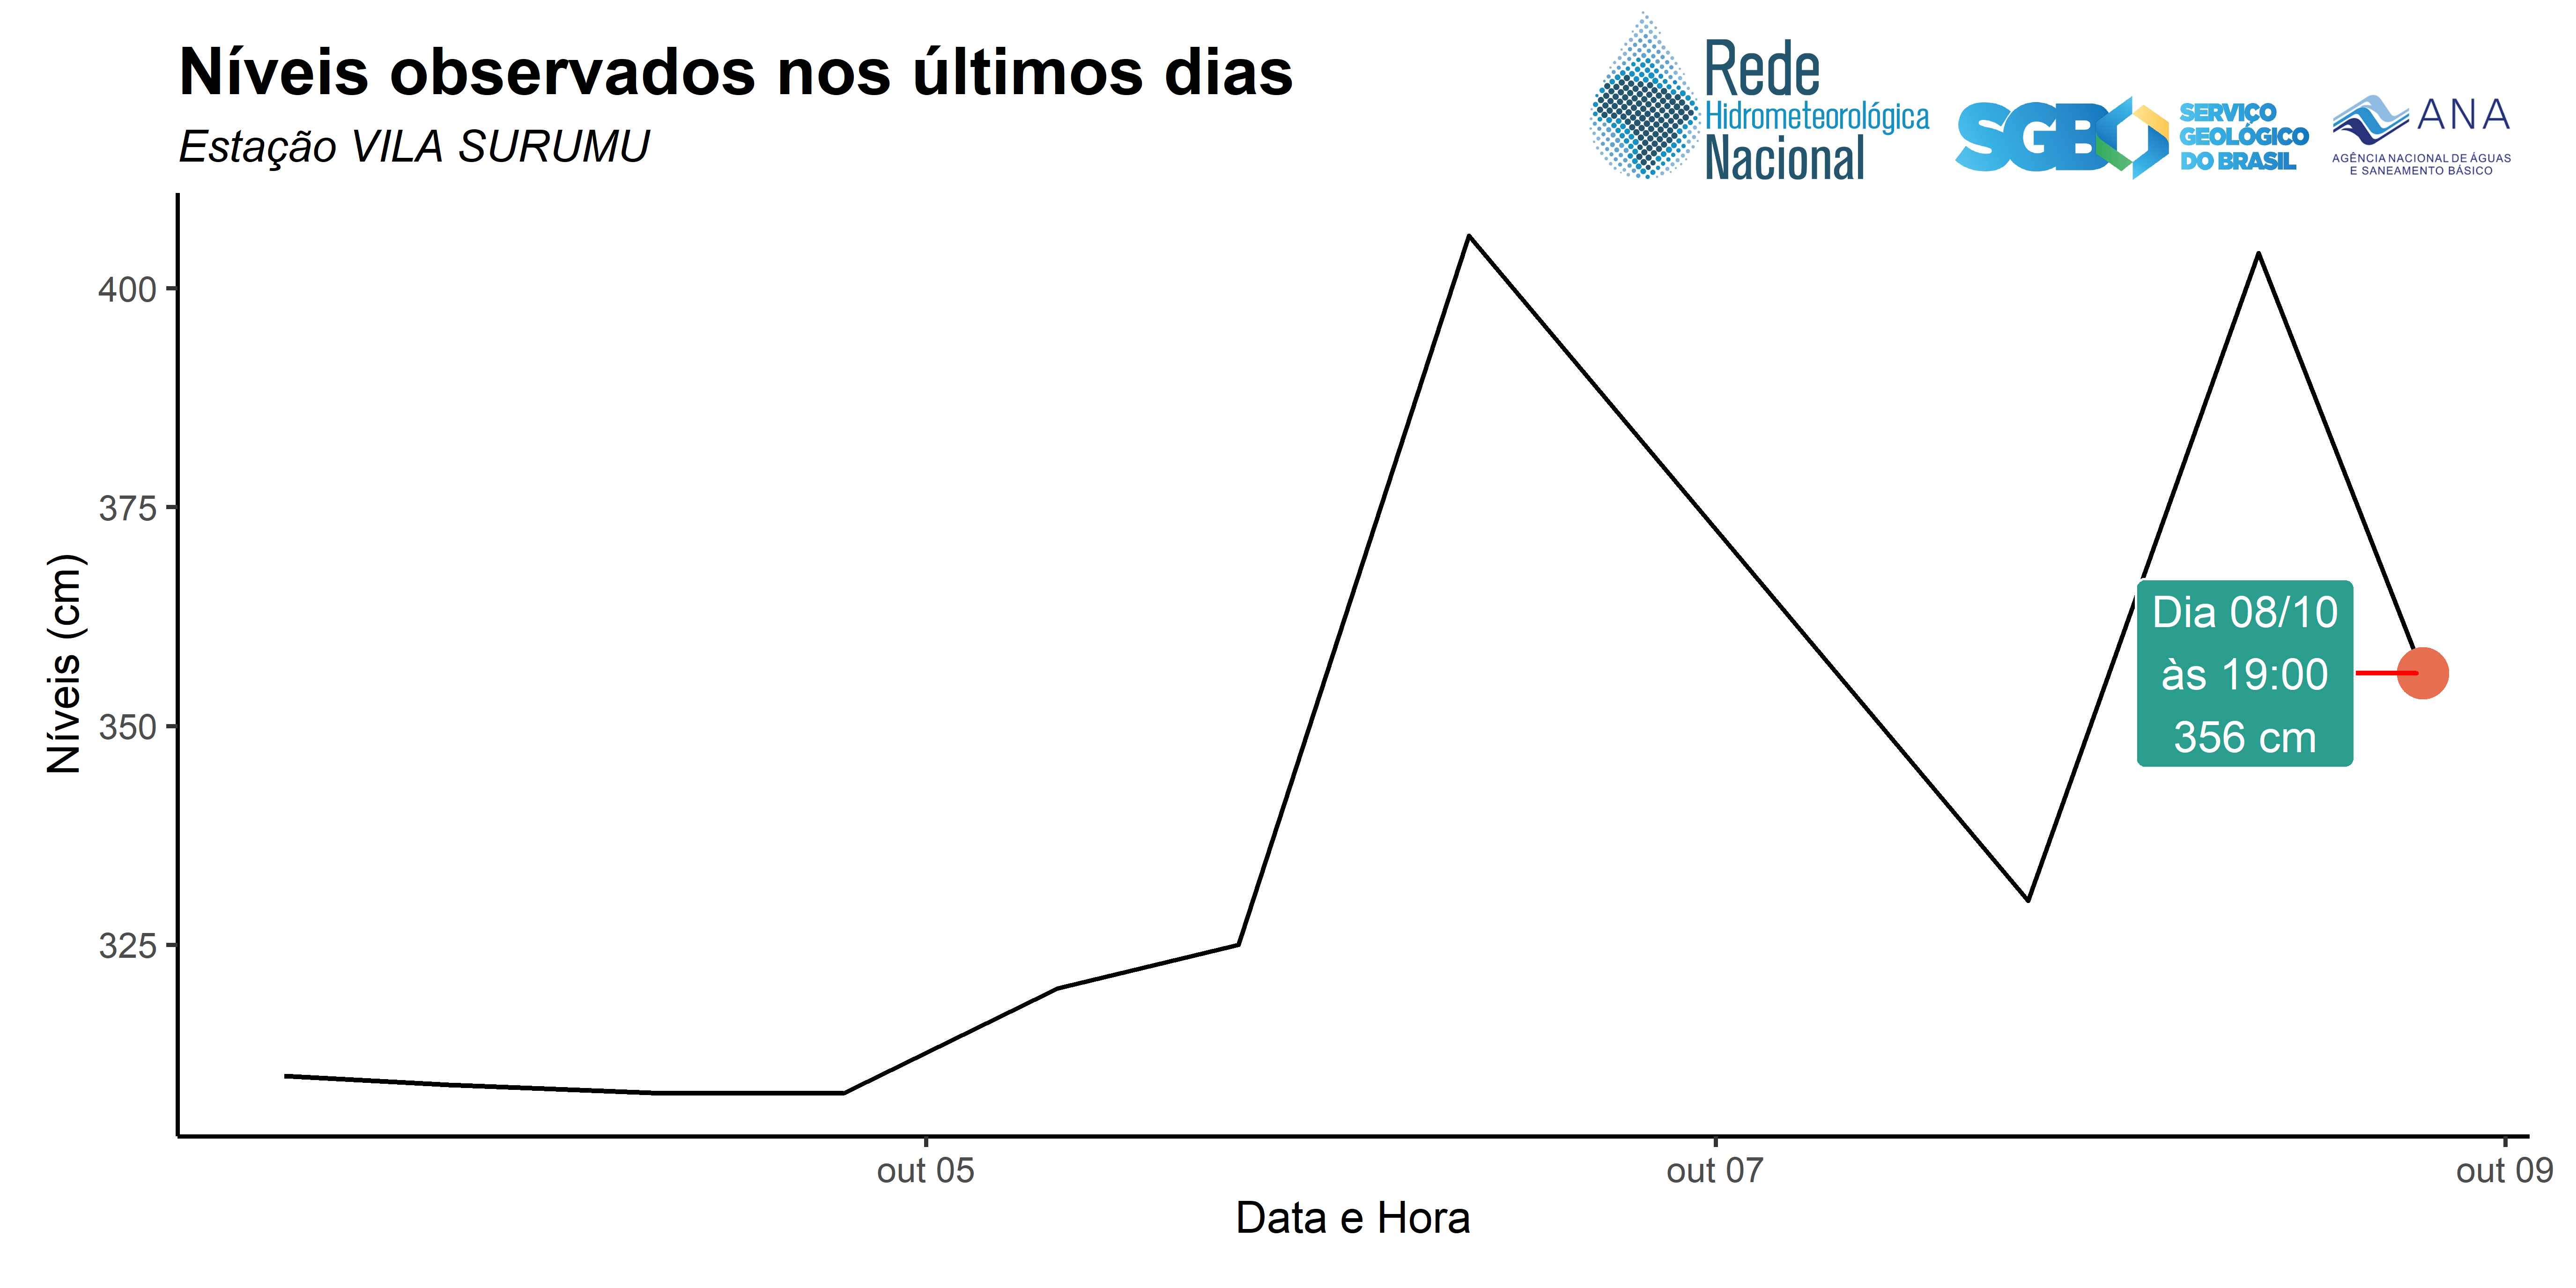 Níveis observados nos últimos dias
Estação VILA SURUMU
Rede
Hidrometeorológica
Nacional
SGB
SERVIÇO
GEOLÓGICO
DO BRASIL
ANA
AGÊNCIA NACIONAL DE ÁGUAS
E SANEAMENTO BÁSICO
Níveis (cm)
400
375
350
325
Dia 08/10
às 19:00
356 cm
out 05
out 07
out 09
Data e Hora